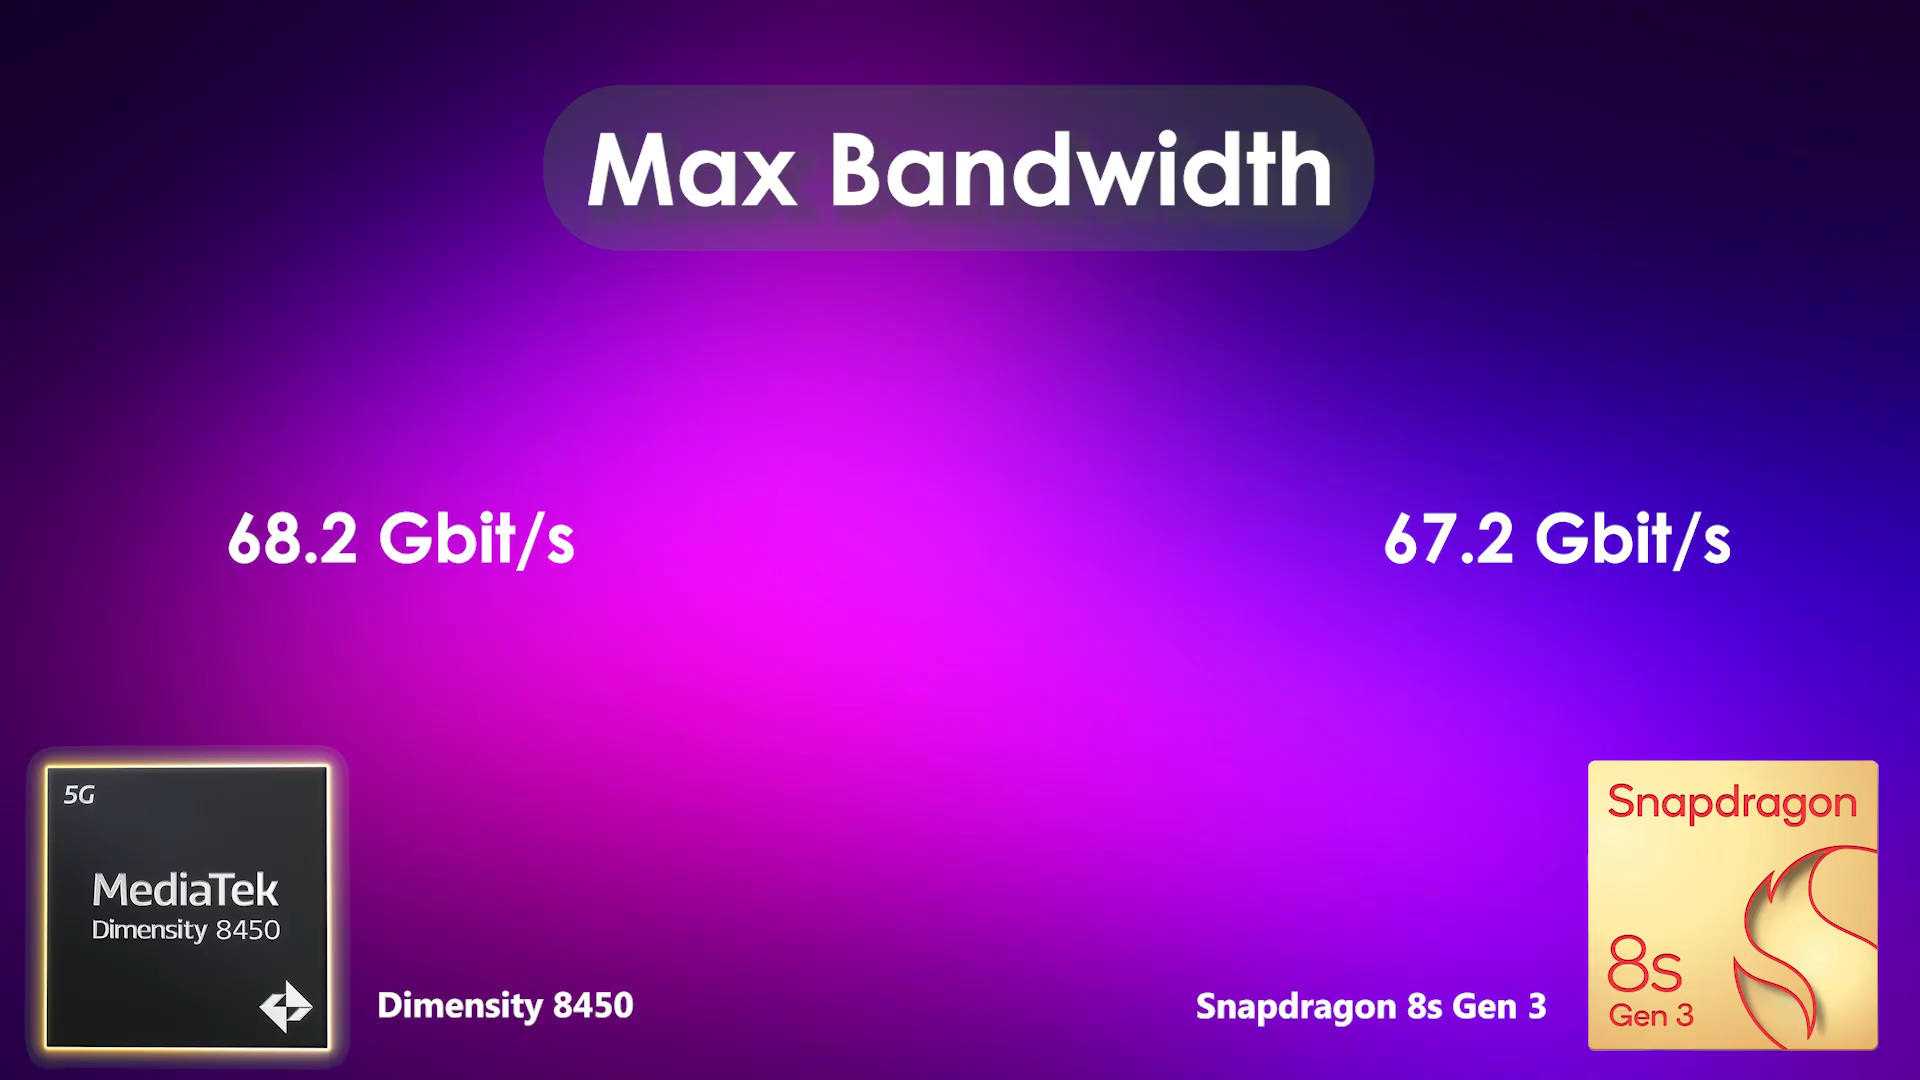 Max Bandwidth
68.2 Gbit/s
67.2 Gbit/s
5G
MediaTek
Dimensity 8450
Dimensity 8450
Snapdragon 8s Gen 3
Snapdragon
8s
Gen 3